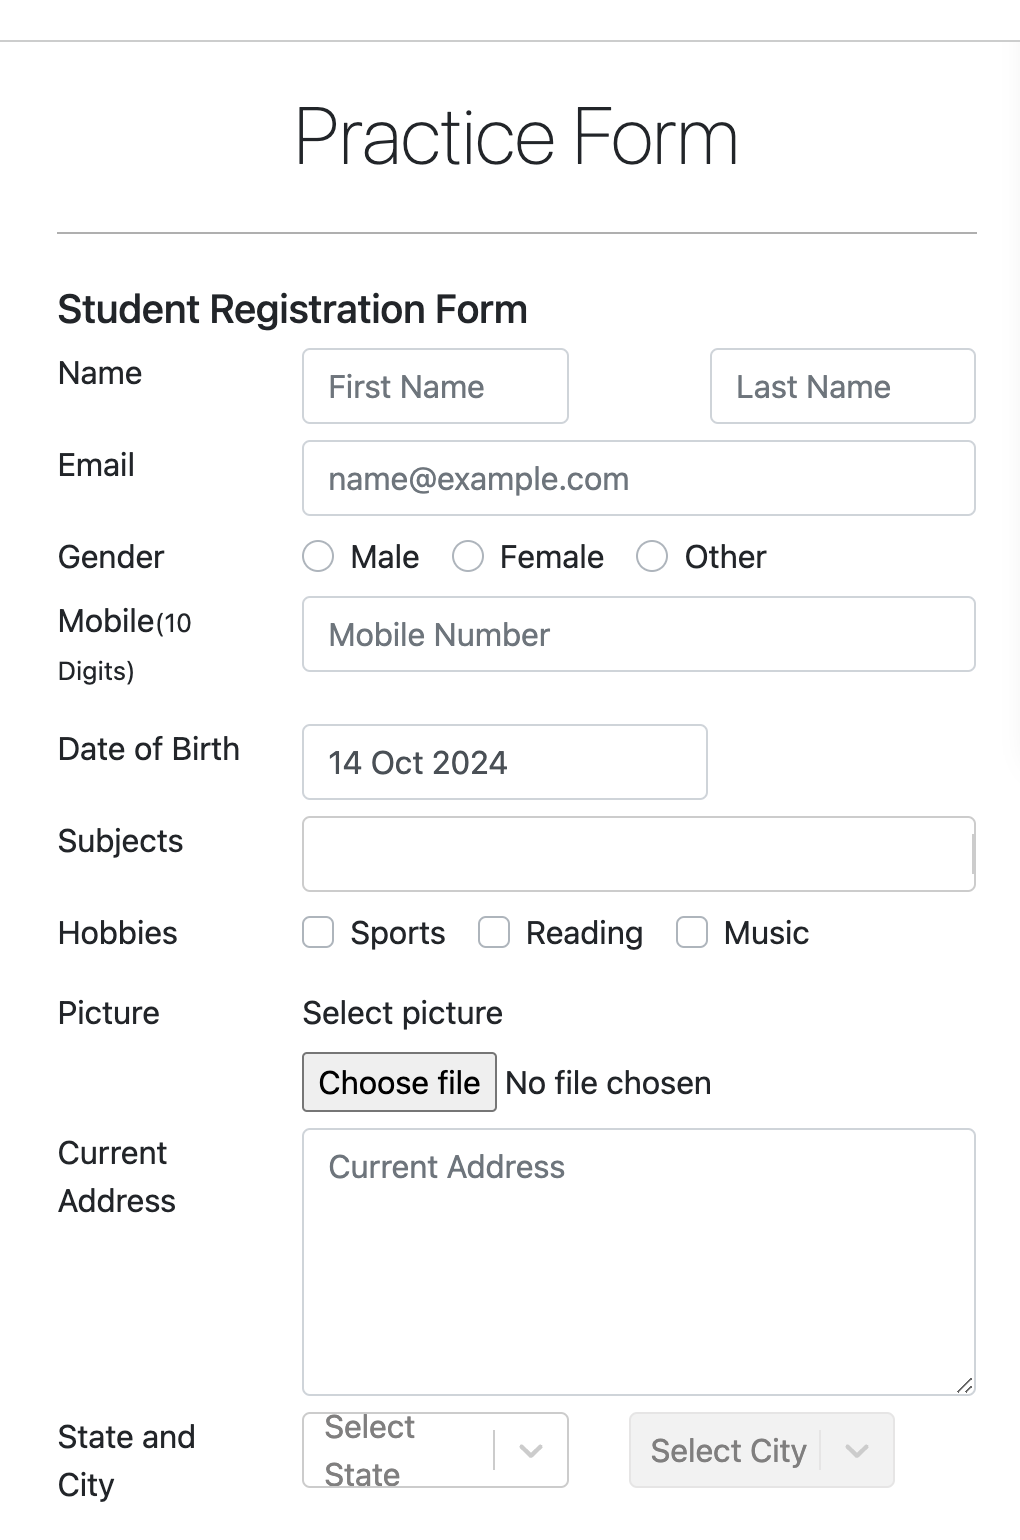 Practice Form
Student Registration Form
Name First Name Last Name
Email name@example.com
Gender Male Female Other
Mobile(10 Mobile Number
Digits)
Date of Birth 14 Oct 2024
Subjects
Hobbies Sports Reading Music
Picture Select picture
Choose file No file chosen
Current Current Address
Address
State and Select Select City
City State